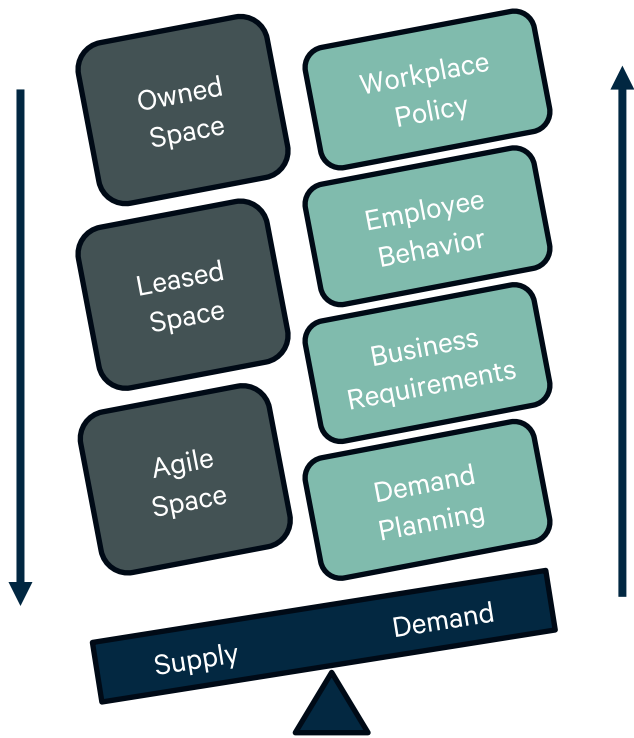 Owned
Space
Leased
Space
Agile
Space
Workplace
Policy
Employee
Behavior
Business
Requirements
Demand
Planning
Supply
Demand